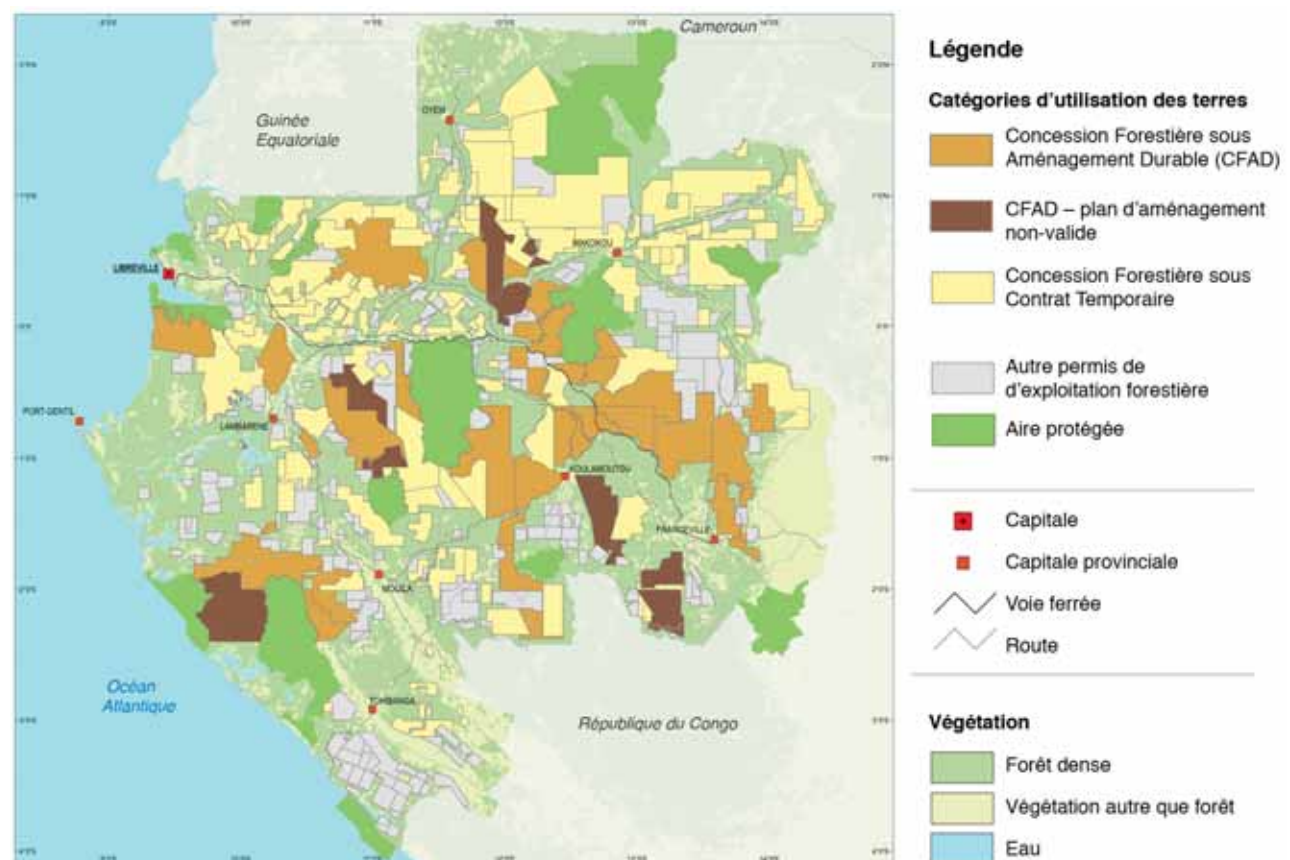 Cameroun
Guinée
Equatoriale
OYEM
MAKOKOU
LIBREVILLE
PORT-GENTIL
LAMBARENE
KOULAMOUTOU
FRANCEVILLE
MOUILA
TCHIBANGA
Océan
Atlantique
République du Congo
Légende
Catégories d’utilisation des terres
Concession Forestière sous
Aménagement Durable (CFAD)
CFAD – plan d’aménagement
non-valide
Concession Forestière sous
Contrat Temporaire
Autre permis de
d’exploitation forestière
Aire protégée
Capitale
Capitale provinciale
Voie ferrée
Route
Végétation
Forêt dense
Végétation autre que forêt
Eau